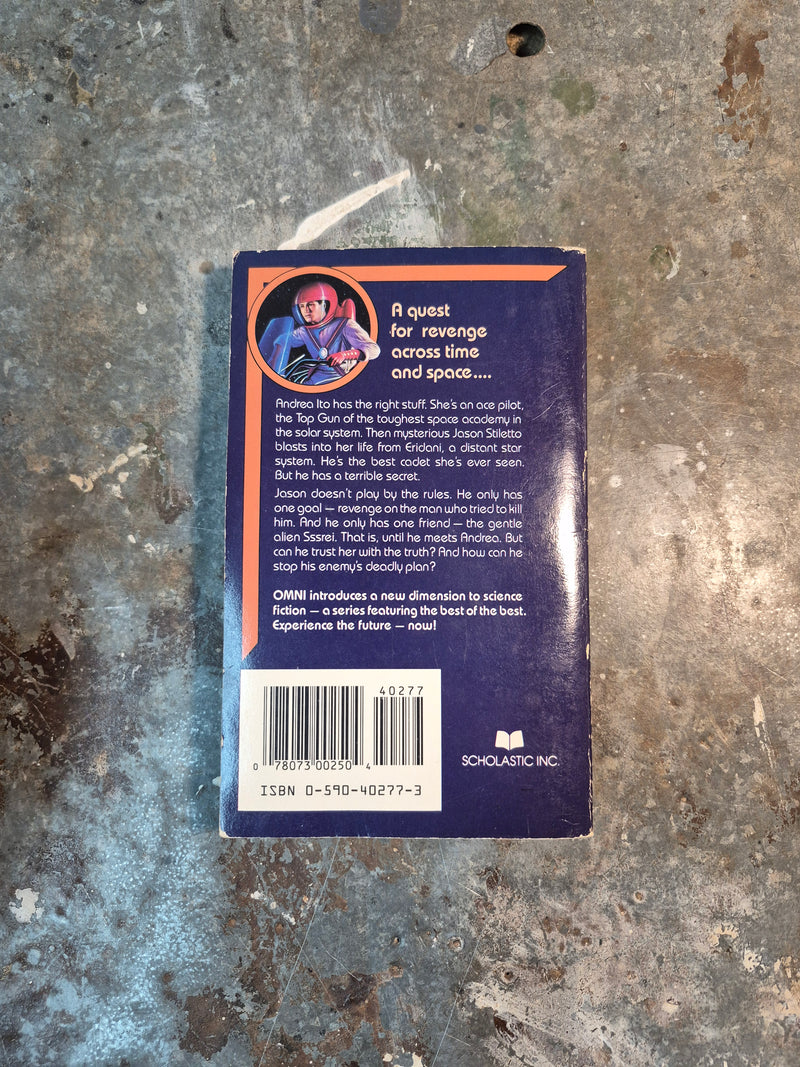 A quest
for revenge
across time
and space....
Andrea Ito has the right stuff. She's an ace pilot,
the Top Gun of the toughest space academy in
the solar system. Then mysterious Jason Stiletto
blasts into her life from Eridani, a distant star
system. He's the best cadet she's ever seen.
But he has a terrible secret.
Jason doesn't play by the rules. He only has
one goal — revenge on the man who tried to kill
him. And he only has one friend — the gentle
alien Sssrei. That is, until he meets Andrea. But
can he trust her with the truth? And how can he
stop his enemy's deadly plan?
OMNI introduces a new dimension to science
fiction — a series featuring the best of the best.
Experience the future — now!
40277
0 78073 00250 4
ISBN 0-590-40277-3
SCHOLASTIC INC.